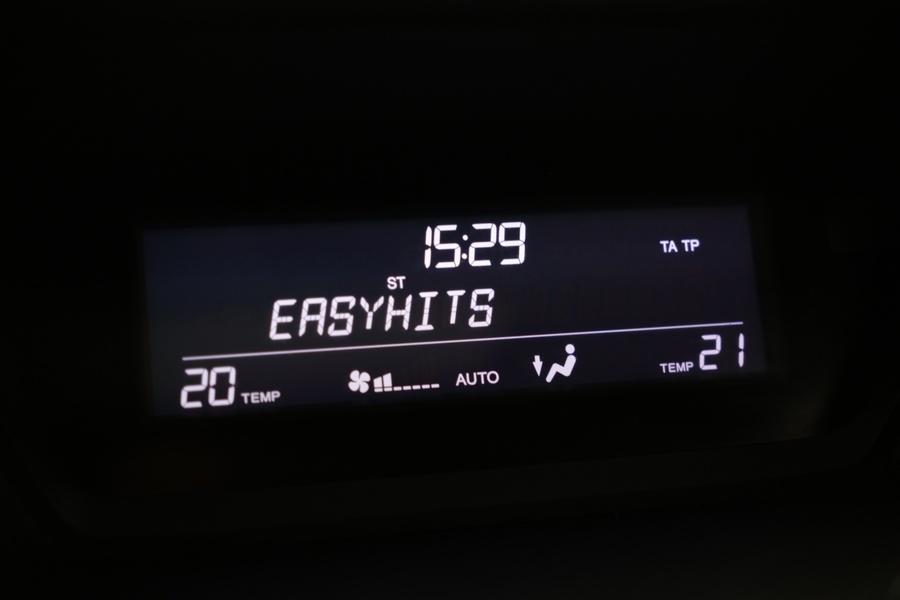 15:29
TA TP
ST
EASYHITS
20 TEMP AUTO TEMP 21